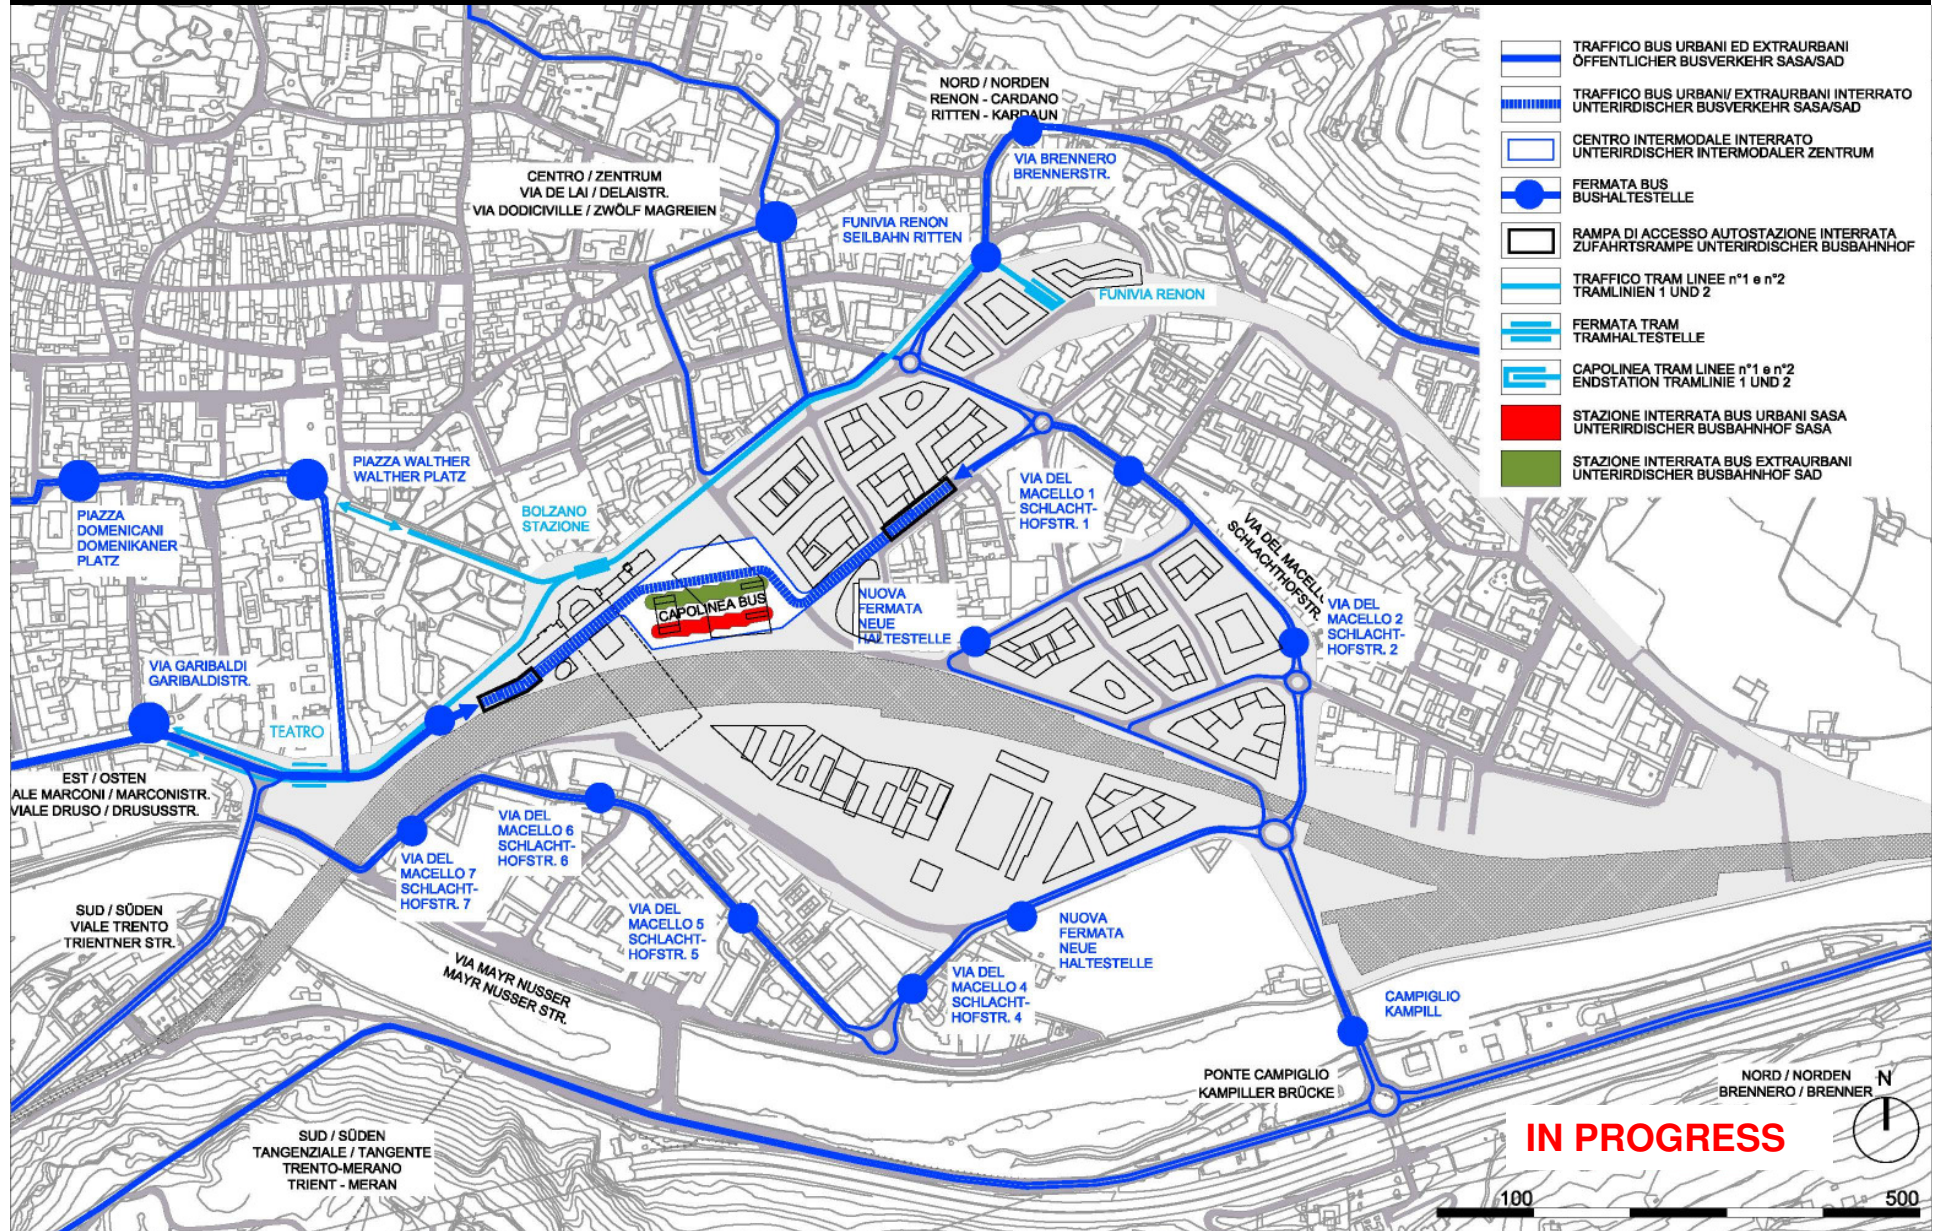 TRAFFICO BUS URBANI ED EXTRAURBANI
ÖFFENTLICHER BUSVERKEHR SASA/SAD
TRAFFICO BUS URBANI/ EXTRAURBANI INTERRATO
UNTERIRDISCHER BUSVERKEHR SASA/SAD
CENTRO INTERMODALE INTERRATO
UNTERIRDISCHER INTERMODALER ZENTRUM
FERMATA BUS
BUSHALTESTELLE
RAMPA DI ACCESSO AUTOSTAZIONE INTERRATA
ZUFAHRTSRAMPE UNTERIRDISCHER BUSBAHNHOF
TRAFFICO TRAM LINEE n°1 e n°2
TRAMLINIEN 1 UND 2
FERMATA TRAM
TRAMHALTESTELLE
CAPOLINEA TRAM LINEE n°1 e n°2
ENDSTATION TRAMLINIE 1 UND 2
STAZIONE INTERRATA BUS URBANI SASA
UNTERIRDISCHER BUSBAHNHOF SASA
STAZIONE INTERRATA BUS EXTRAURBANI
UNTERIRDISCHER BUSBAHNHOF SAD
NORD / NORDEN
RENON - CARDANO
RITTEN - KARDAUN
VIA BRENNERO
BRENNERSTR.
CENTRO / ZENTRUM
VIA DE LAI / DELAISTR.
VIA DODICIVILLE / ZWÖLF MAGREIEN
FUNIVIA RENON
SEILBAHN RITTEN
FUNIVIA RENON
PIAZZA WALTHER
WALTHER PLATZ
PIAZZA
DOMENICANI
DOMENIKANER
PLATZ
BOLZANO
STAZIONE
VIA DEL
MACELLO 1
SCHLACHT-
HOFSTR. 1
VIA DEL MACELLO
SCHLACHTHOFSTR.
CAPOLINEA BUS
NUOVA
FERMATA
NEUE
HALTESTELLE
VIA DEL
MACELLO 2
SCHLACHT-
HOFSTR. 2
VIA GARIBALDI
GARIBALDISTR.
TEATRO
EST / OSTEN
ALE MARCONI / MARCONISTR.
VIALE DRUSO / DRUSUSSTR.
VIA DEL
MACELLO 6
SCHLACHT-
HOFSTR. 6
VIA DEL
MACELLO 7
SCHLACHT-
HOFSTR. 7
SUD / SÜDEN
VIALE TRENTO
TRIENTNER STR.
VIA DEL
MACELLO 5
SCHLACHT-
HOFSTR. 5
NUOVA
FERMATA
NEUE
HALTESTELLE
VIA MAYR NUSSER
MAYR NUSSER STR.
VIA DEL
MACELLO 4
SCHLACHT-
HOFSTR. 4
CAMPIGLIO
KAMPILL
PONTE CAMPIGLIO
KAMPILLER BRÜCKE
NORD / NORDEN
BRENNERO / BRENNER
N
SUD / SÜDEN
TANGENZIALE / TANGENTE
TRENTO-MERANO
TRIENT - MERAN
IN PROGRESS
100
500